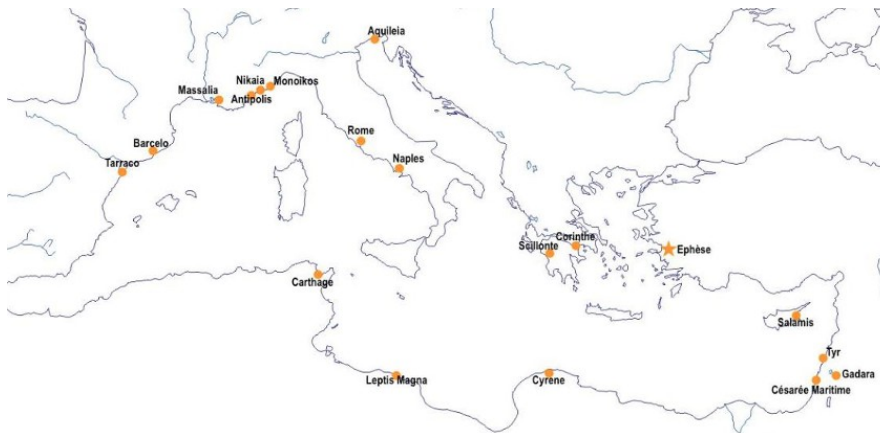 Aquileia
Nikaia
Monoikos
Massalia
Antipolis
Rome
Barcelo
Naples
Tarraco
Corinthe
Scillonte
Ephèse
Carthage
Salamis
Tyr
Gadara
Leptis Magna
Cyrene
Césarée Maritime